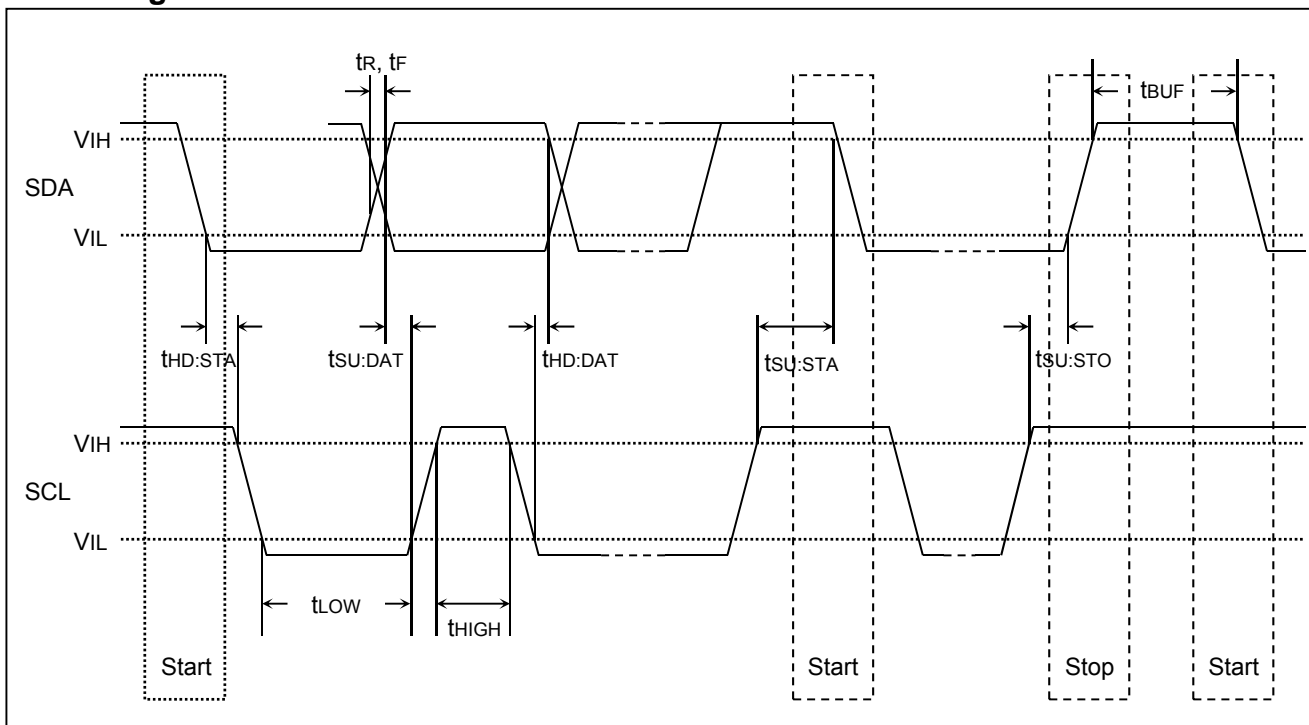 tR, tF
tBUF
VIH
SDA
VIL
tHD:STA
tSU:DAT
tHD:DAT
tSU:STA
tSU:STO
VIH
SCL
VIL
tLOW
tHIGH
Start
Start
Stop
Start